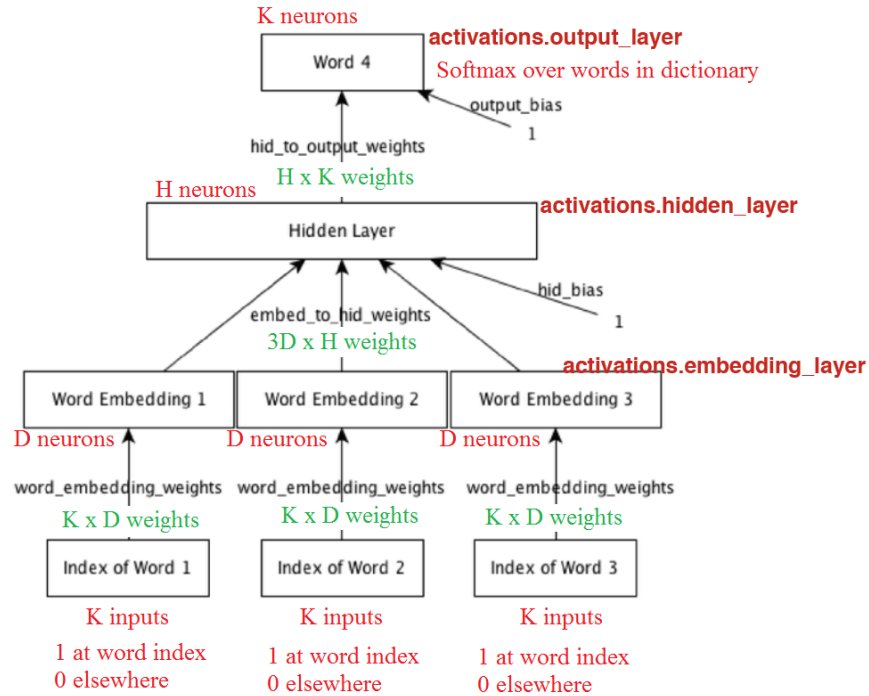 K neurons
activations.output_layer
Word 4
Softmax over words in dictionary
output_bias
1
hid_to_output_weights
H x K weights
H neurons
activations.hidden_layer
Hidden Layer
hid_bias
1
embed_to_hid_weights
3D x H weights
activations.embedding_layer
Word Embedding 1
Word Embedding 2
Word Embedding 3
D neurons
D neurons
D neurons
word_embedding_weights
word_embedding_weights
word_embedding_weights
K x D weights
K x D weights
K x D weights
Index of Word 1
Index of Word 2
Index of Word 3
K inputs
K inputs
K inputs
1 at word index
0 elsewhere
1 at word index
0 elsewhere
1 at word index
0 elsewhere